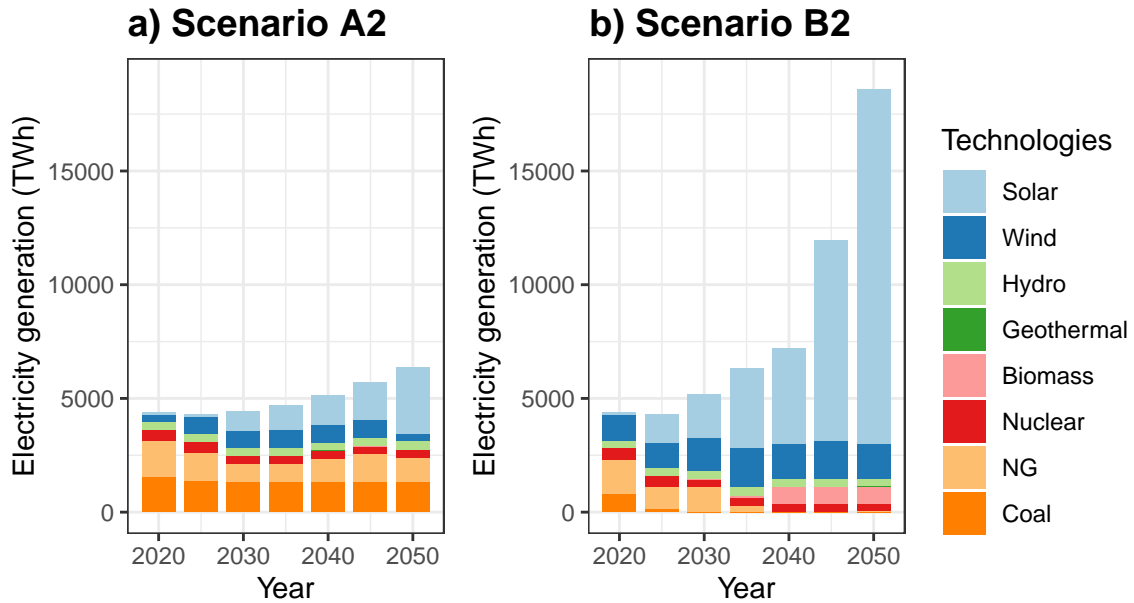 a) Scenario A2
Electricity generation (TWh)
15000
10000
5000
0
2020
2030
2040
2050
Year
b) Scenario B2
Electricity generation (TWh)
15000
10000
5000
0
2020
2030
2040
2050
Year
Technologies
Solar
Wind
Hydro
Geothermal
Biomass
Nuclear
NG
Coal